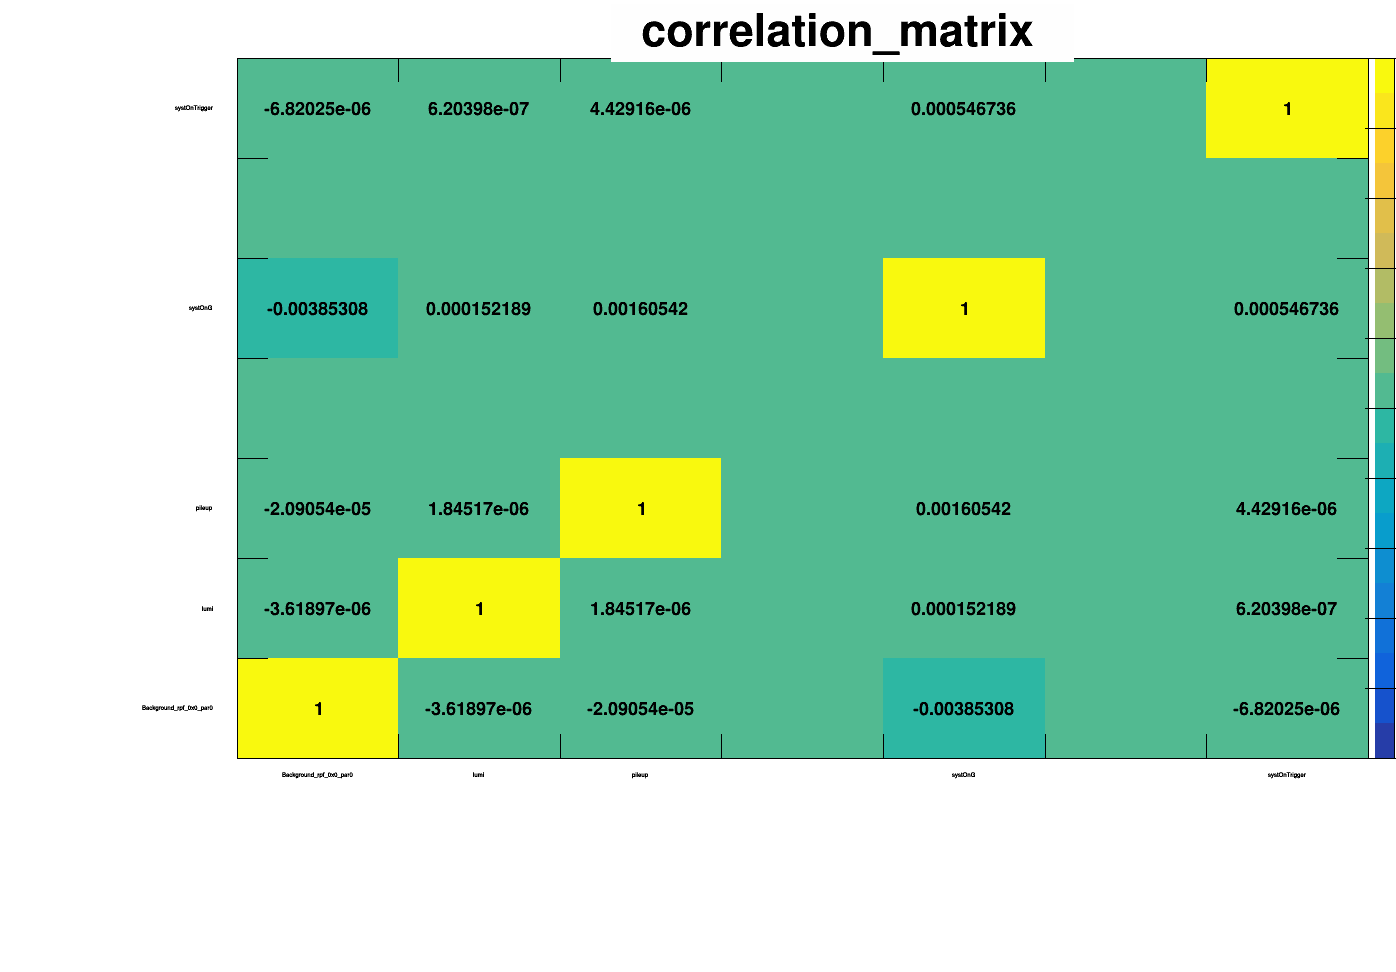 correlation_matrix
systOnTrigger -6.82025e-06 6.20398e-07 4.42916e-06 0.000546736 1
systOnG -0.00385308 0.000152189 0.00160542 1 0.000546736
pileup -2.09054e-05 1.84517e-06 1 0.00160542 4.42916e-06
lumi -3.61897e-06 1 1.84517e-06 0.000152189 6.20398e-07
Background_rpf_0x0_par0 1 -3.61897e-06 -2.09054e-05 -0.00385308 -6.82025e-06
Background_rpf_0x0_par0 lumi pileup systOnG systOnTrigger